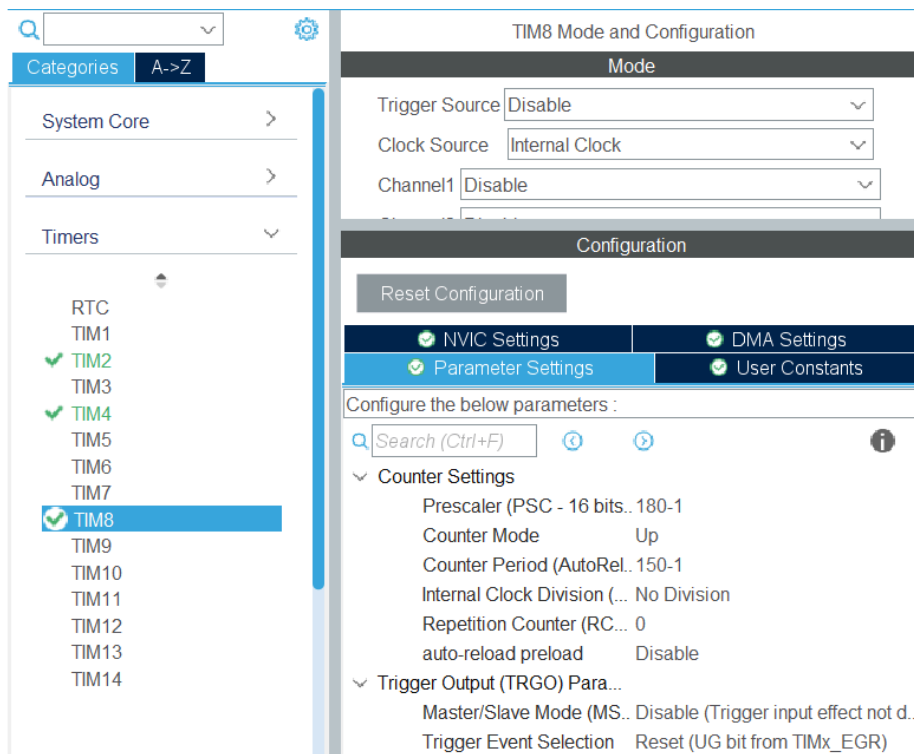 Categories
A->Z
System Core
Analog
Timers
RTC
TIM1
TIM2
TIM3
TIM4
TIM5
TIM6
TIM7
TIM8
TIM9
TIM10
TIM11
TIM12
TIM13
TIM14
TIM8 Mode and Configuration
Mode
Trigger Source Disable
Clock Source Internal Clock
Channel1 Disable
Configuration
Reset Configuration
NVIC Settings
DMA Settings
Parameter Settings
User Constants
Configure the below parameters :
Search (Ctrl+F)
Counter Settings
Prescaler (PSC - 16 bits.. 180-1
Counter Mode Up
Counter Period (AutoRel.. 150-1
Internal Clock Division (... No Division
Repetition Counter (RC... 0
auto-reload preload Disable
Trigger Output (TRGO) Para...
Master/Slave Mode (MS.. Disable (Trigger input effect not d..
Trigger Event Selection Reset (UG bit from TIMx_EGR)